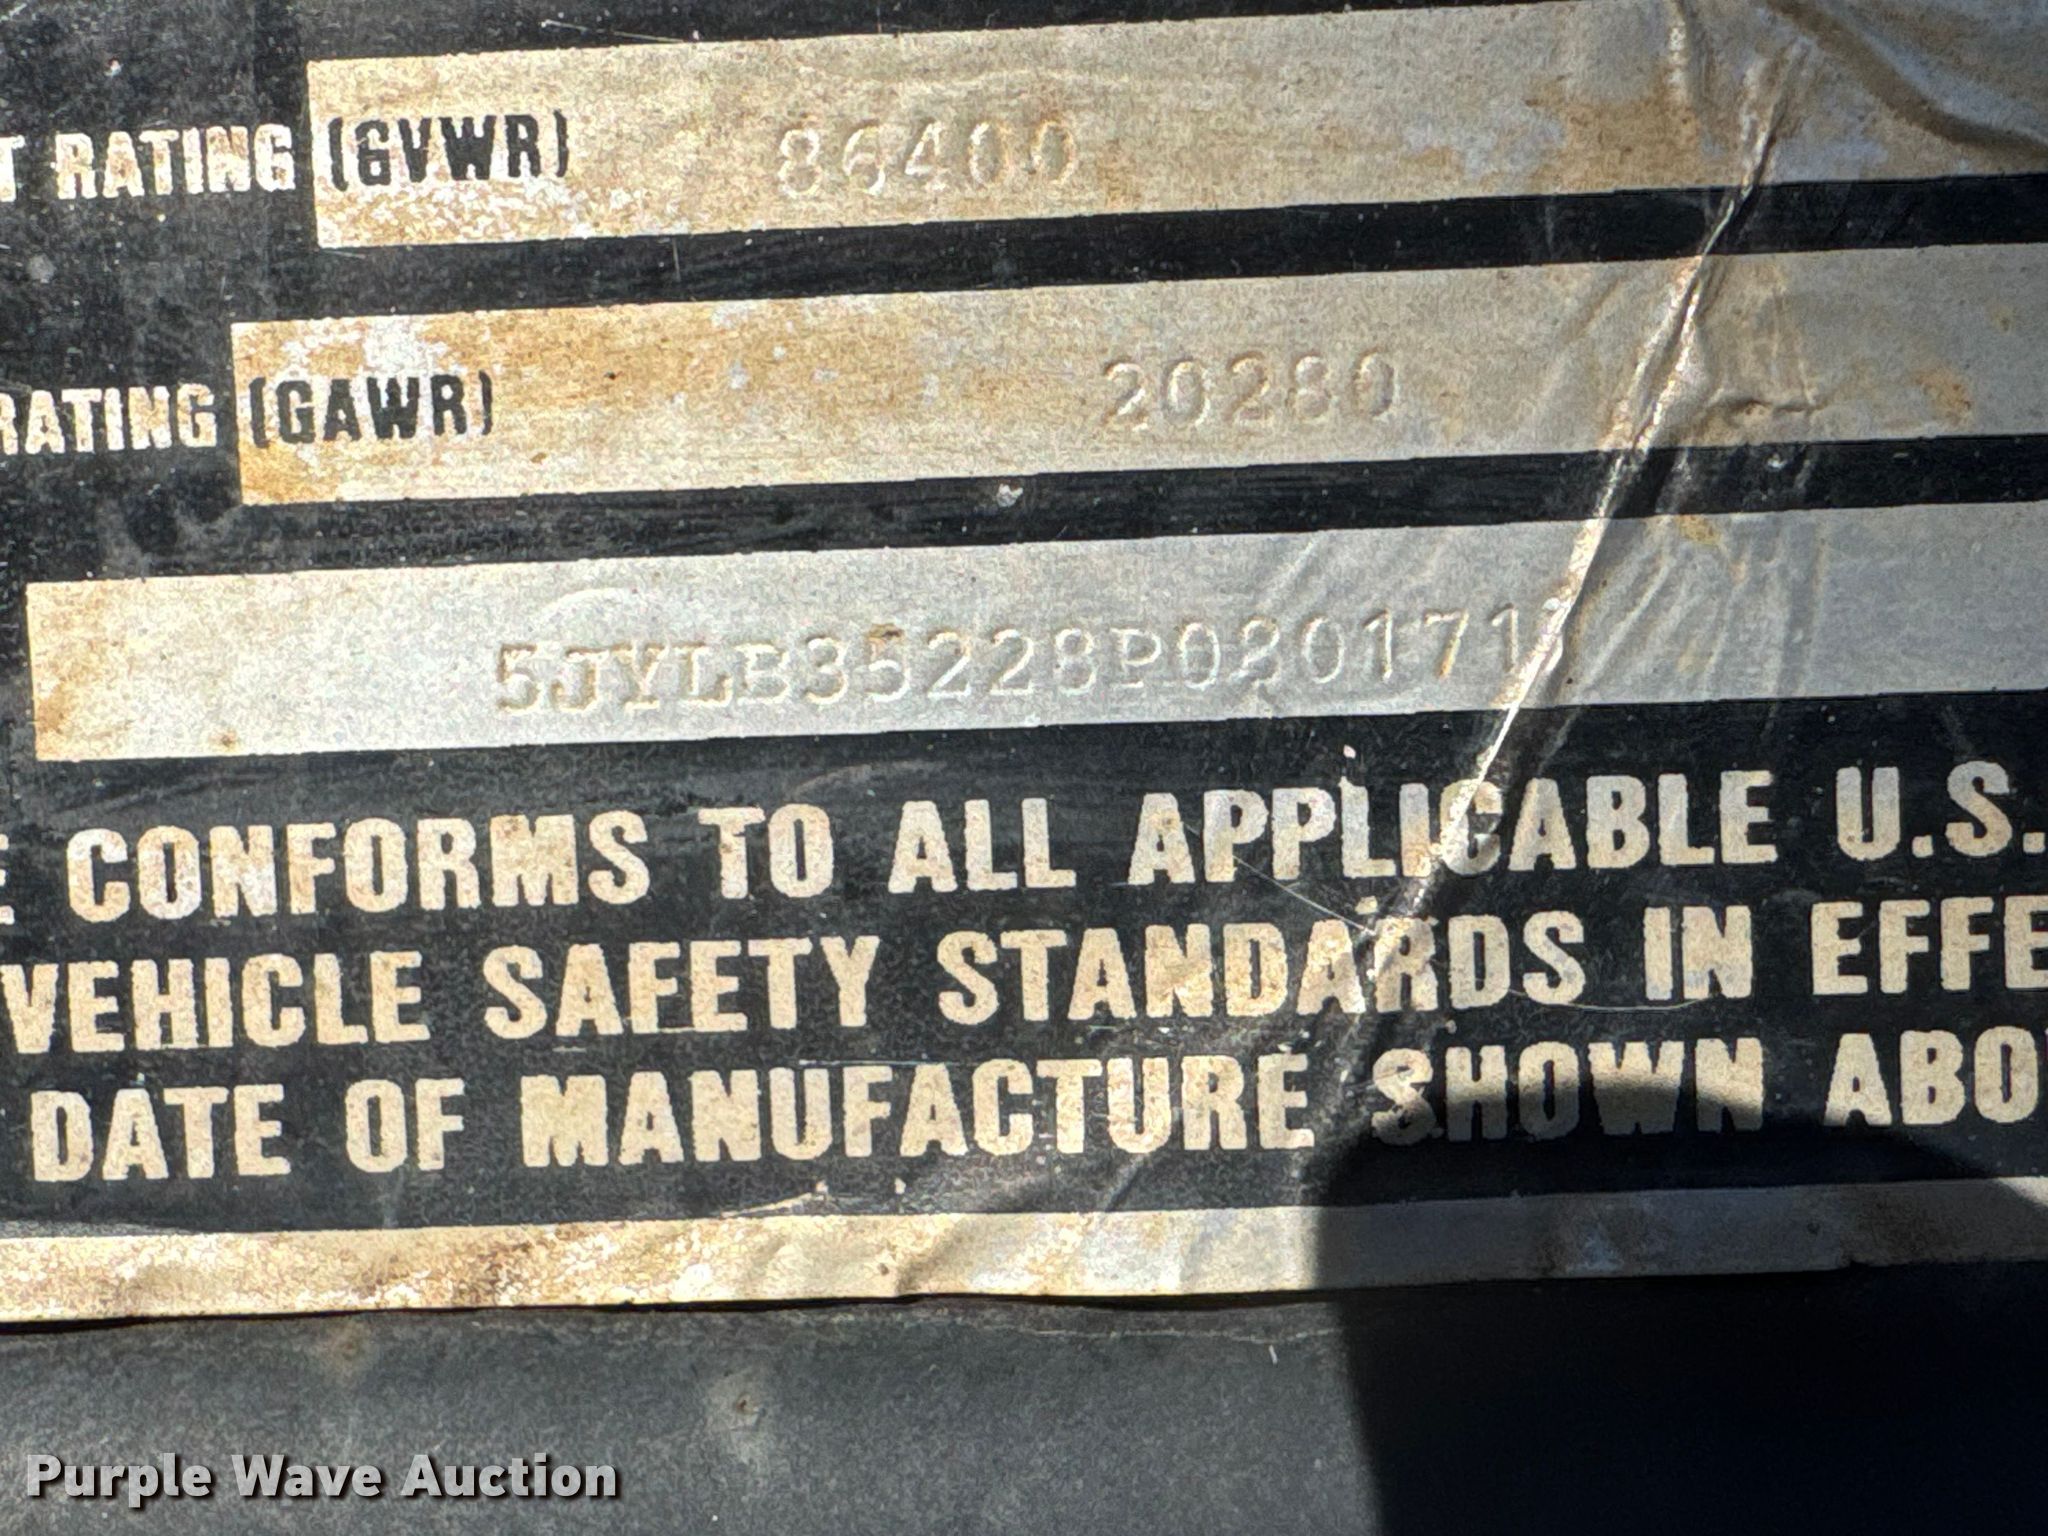 T RATING (GVWR) 86400
RATING (GAWR) 20280
5JYLB35228P080171
E CONFORMS TO ALL APPLICABLE U.S.
VEHICLE SAFETY STANDARDS IN EFFE
DATE OF MANUFACTURE SHOWN ABO
Purple Wave Auction